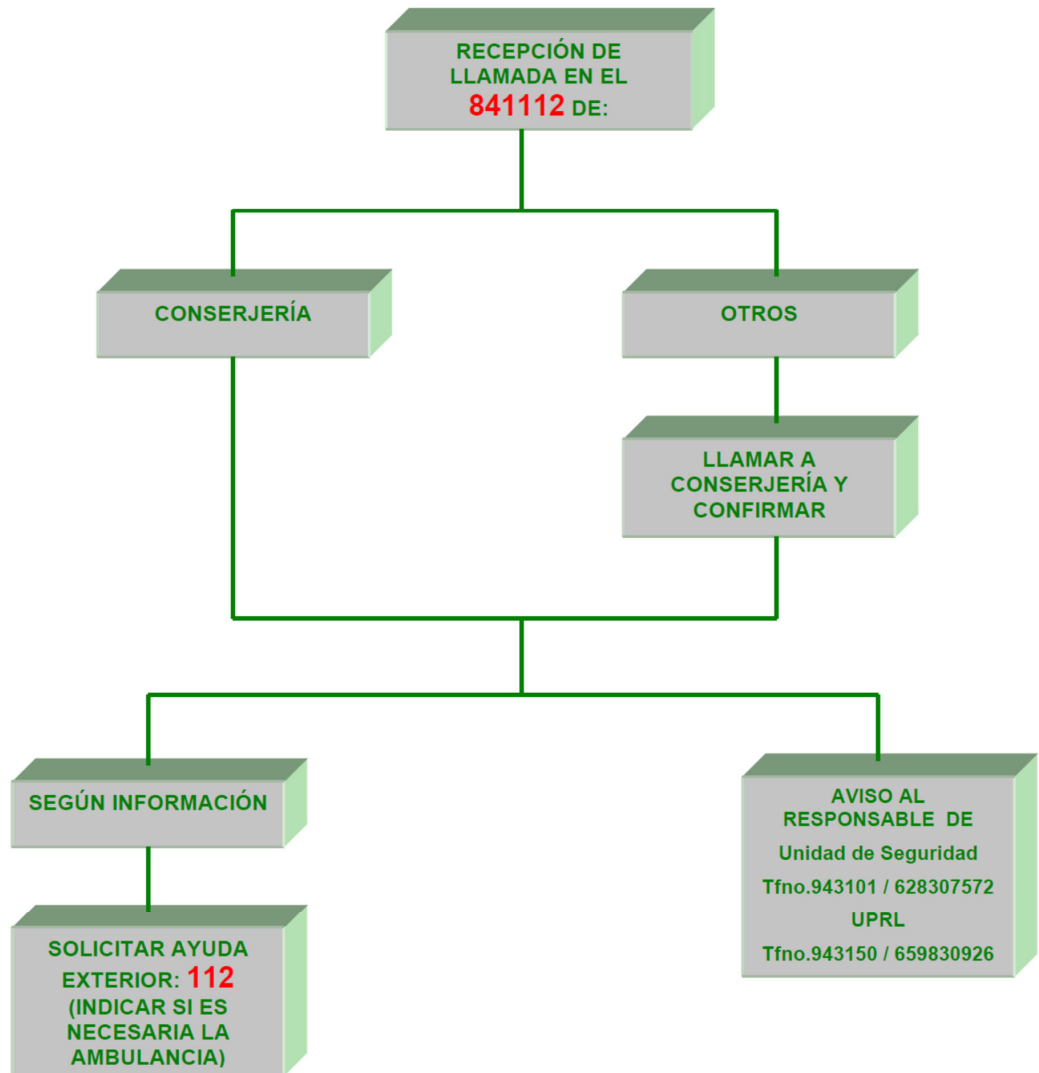 RECEPCIÓN DE
LLAMADA EN EL
841112 DE:
CONSERJERÍA
OTROS
LLAMAR A
CONSERJERÍA Y
CONFIRMAR
SEGÚN INFORMACIÓN
SOLICITAR AYUDA
EXTERIOR: 112
(INDICAR SI ES
NECESARIA LA
AMBULANCIA)
AVISO AL
RESPONSABLE DE
Unidad de Seguridad
Tfno.943101 / 628307572
UPRL
Tfno.943150 / 659830926